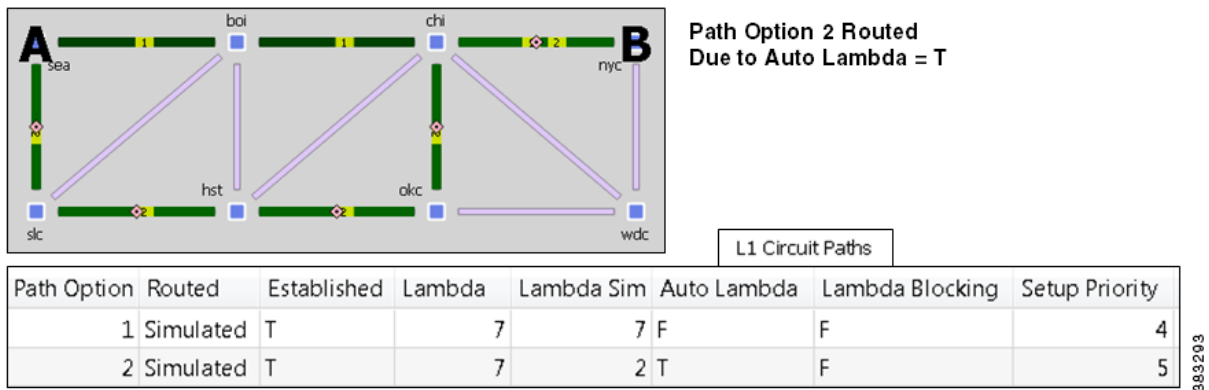 boi
chi
A
1
1
2
B
sea
nyc
Path Option 2 Routed
Due to Auto Lambda = T
2
2
hst
okc
2
2
slc
wdc
L1 Circuit Paths
Path Option Routed Established Lambda Lambda Sim Auto Lambda Lambda Blocking Setup Priority
1 Simulated T 7 7 F F 4
2 Simulated T 7 2 T F 5
383293